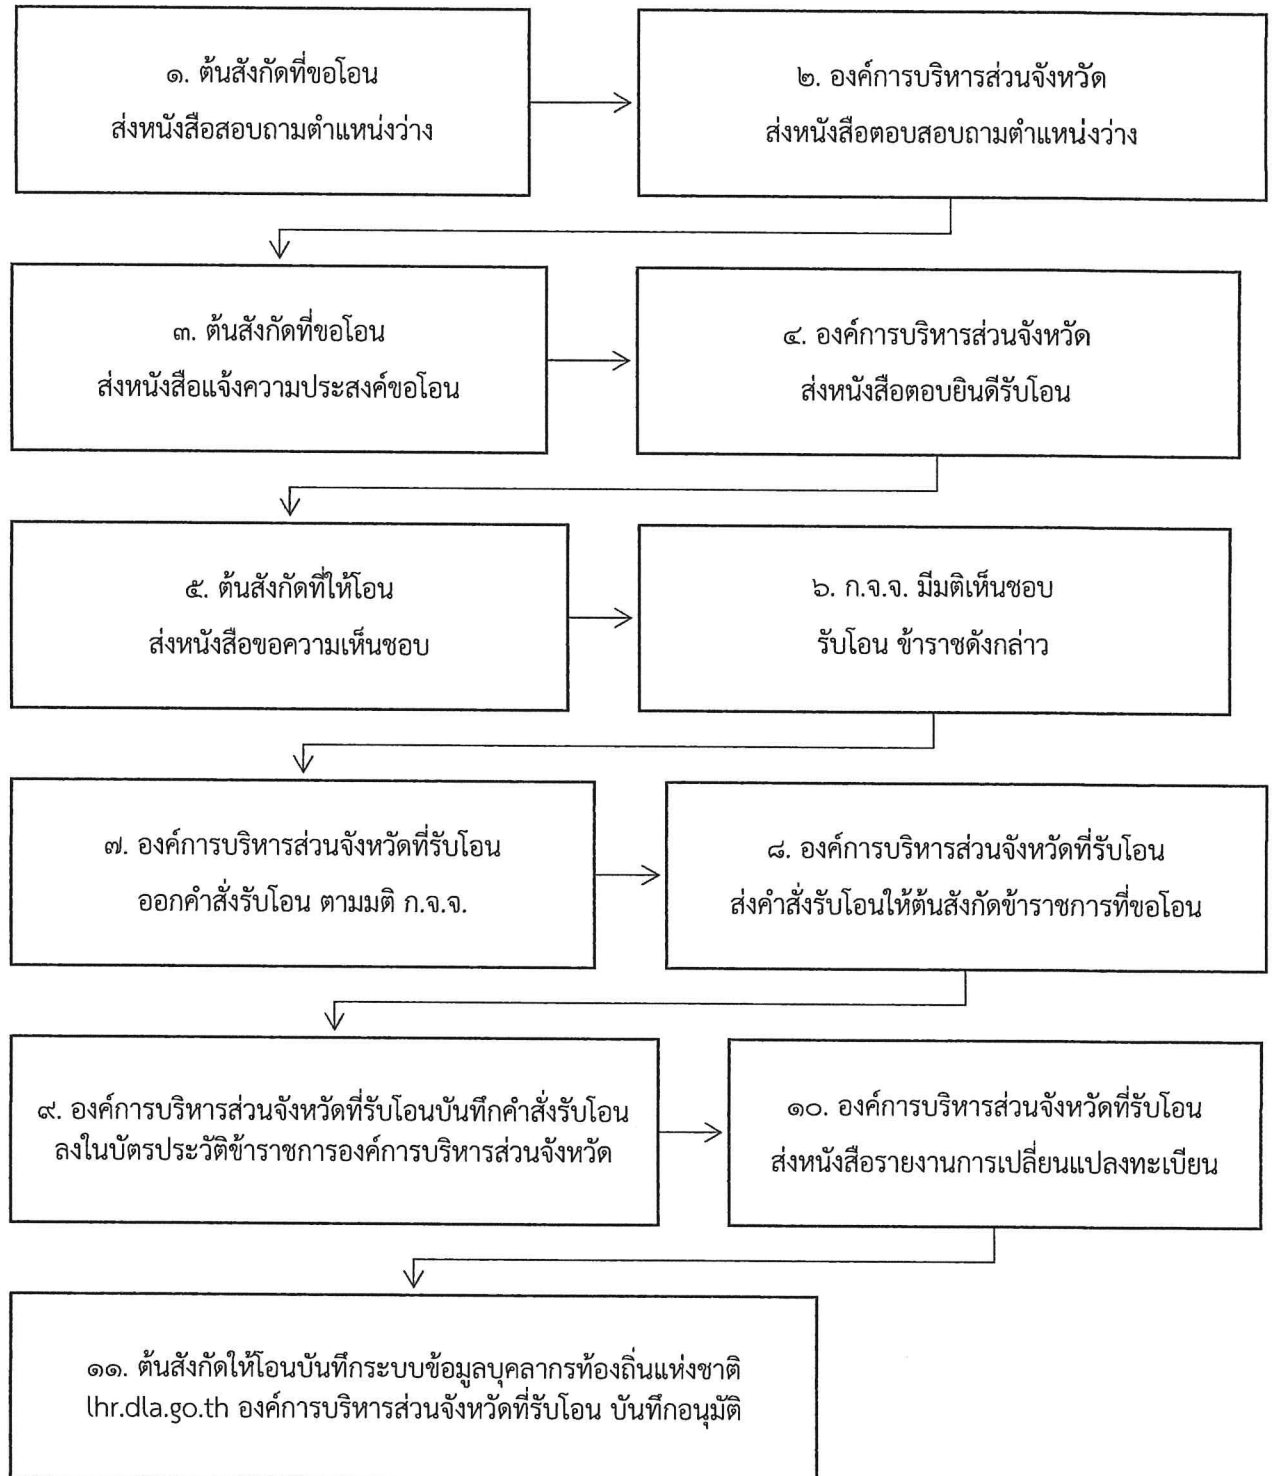 ๑. ต้นสังกัดที่ขอโอน
ส่งหนังสือสอบถามตำแหน่งว่าง
๒. องค์การบริหารส่วนจังหวัด
ส่งหนังสือตอบสอบถามตำแหน่งว่าง
๓. ต้นสังกัดที่ขอโอน
ส่งหนังสือแจ้งความประสงค์ขอโอน
๔. องค์การบริหารส่วนจังหวัด
ส่งหนังสือตอบยินดีรับโอน
๕. ต้นสังกัดที่ให้โอน
ส่งหนังสือขอความเห็นชอบ
๖. ก.จ.จ. มีมติเห็นชอบ
รับโอน ข้าราชดังกล่าว
๗. องค์การบริหารส่วนจังหวัดที่รับโอน
ออกคำสั่งรับโอน ตามมติ ก.จ.จ.
๘. องค์การบริหารส่วนจังหวัดที่รับโอน
ส่งคำสั่งรับโอนให้ต้นสังกัดข้าราชการที่ขอโอน
๙. องค์การบริหารส่วนจังหวัดที่รับโอนบันทึกคำสั่งรับโอน
ลงในบัตรประวัติข้าราชการองค์การบริหารส่วนจังหวัด
๑๐. องค์การบริหารส่วนจังหวัดที่รับโอน
ส่งหนังสือรายงานการเปลี่ยนแปลงทะเบียน
๑๑. ต้นสังกัดให้โอนบันทึกระบบข้อมูลบุคลากรท้องถิ่นแห่งชาติ
lhr.dla.go.th องค์การบริหารส่วนจังหวัดที่รับโอน บันทึกอนุมัติ